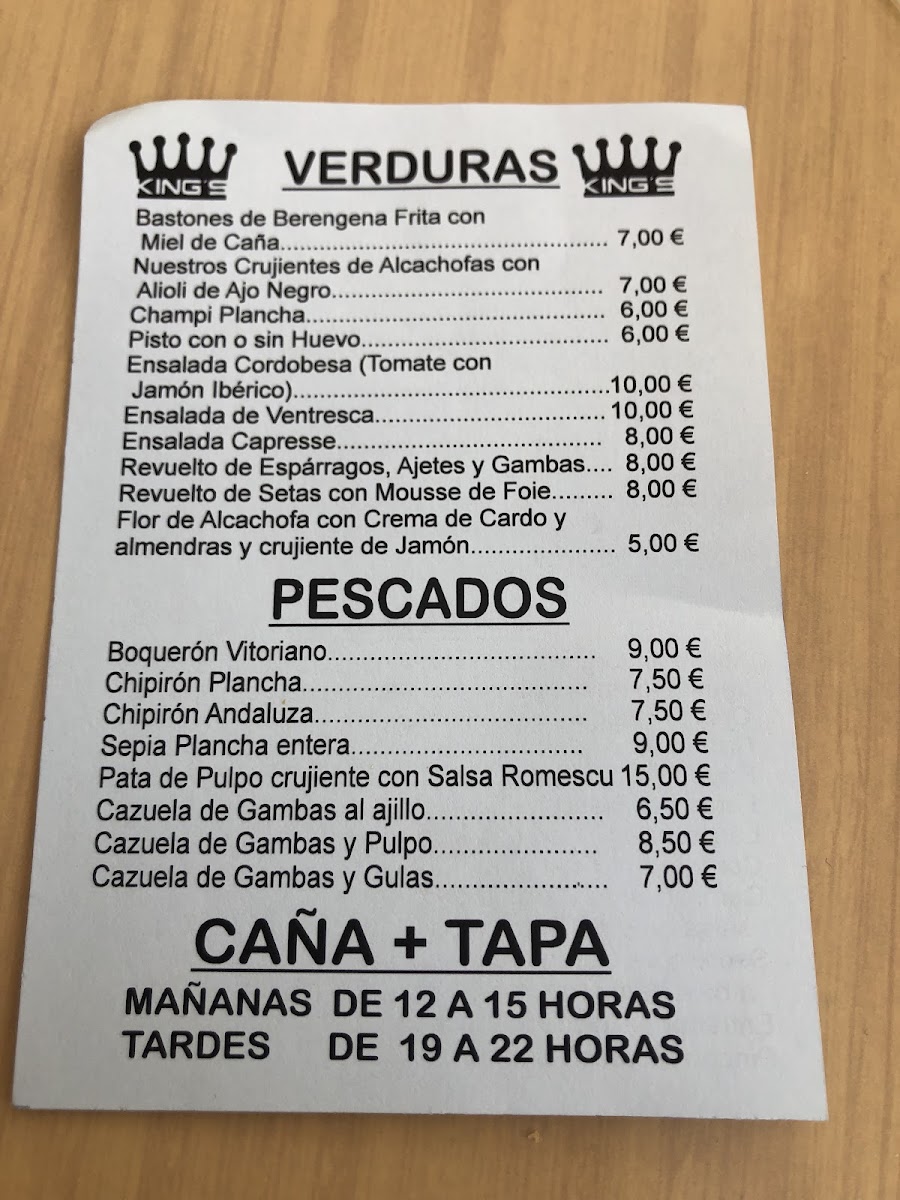 KING'S VERDURAS KING'S
Bastones de Berengena Frita con
Miel de Caña................................................. 7,00 €
Nuestros Crujientes de Alcachofas con
Alioli de Ajo Negro......................................... 7,00 €
Champi Plancha............................................. 6,00 €
Pisto con o sin Huevo..................................... 6,00 €
Ensalada Cordobesa (Tomate con
Jamón Ibérico)...............................................10,00 €
Ensalada de Ventresca.................................. 10,00 €
Ensalada Capresse........................................ 8,00 €
Revuelto de Espárragos, Ajetes y Gambas.... 8,00 €
Revuelto de Setas con Mousse de Foie......... 8,00 €
Flor de Alcachofa con Crema de Cardo y
almendras y crujiente de Jamón..................... 5,00 €
PESCADOS
Boquerón Vitoriano...................................... 9,00 €
Chipirón Plancha........................................ 7,50 €
Chipirón Andaluza....................................... 7,50 €
Sepia Plancha entera................................. 9,00 €
Pata de Pulpo crujiente con Salsa Romescu 15,00 €
Cazuela de Gambas al ajillo......................... 6,50 €
Cazuela de Gambas y Pulpo....................... 8,50 €
Cazuela de Gambas y Gulas........................ 7,00 €
CAÑA + TAPA
MAÑANAS DE 12 A 15 HORAS
TARDES DE 19 A 22 HORAS